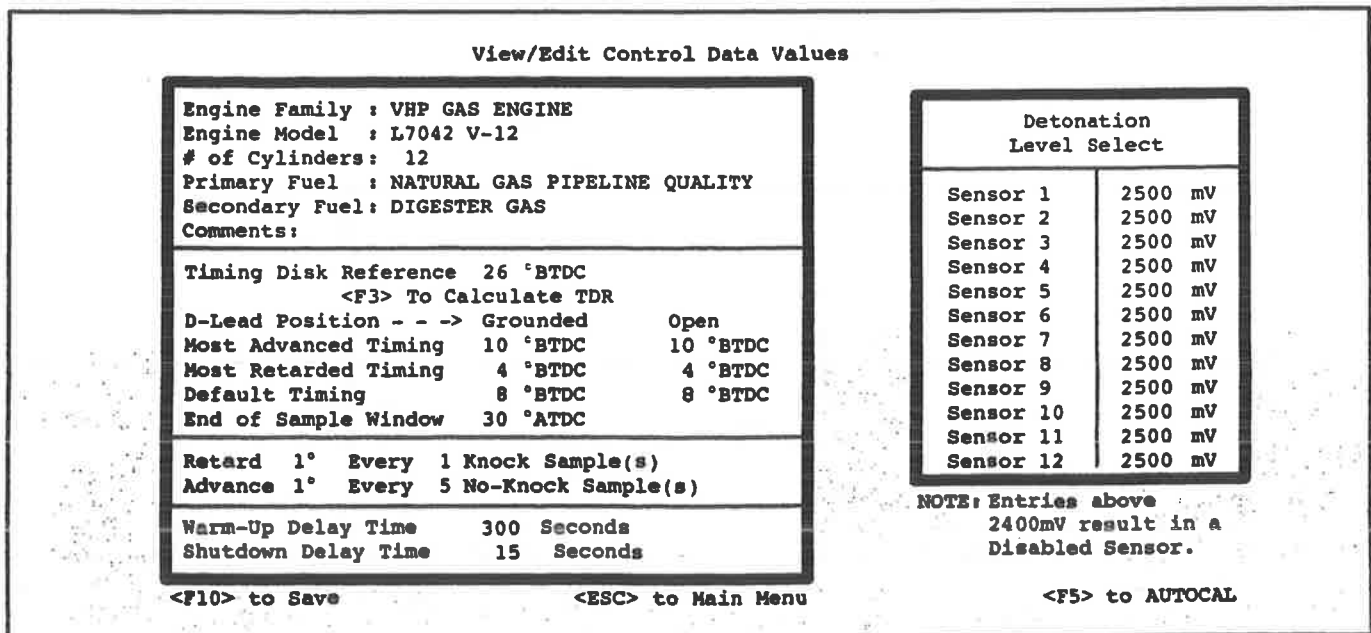 View/Edit Control Data Values
Engine Family : VHP GAS ENGINE
Engine Model : L7042 V-12
# of Cylinders: 12
Primary Fuel : NATURAL GAS PIPELINE QUALITY
Secondary Fuel: DIGESTER GAS
Comments:
Timing Disk Reference 26 °BTDC
<F3> To Calculate TDR
D-Lead Position - - -> Grounded Open
Most Advanced Timing 10 °BTDC 10 °BTDC
Most Retarded Timing 4 °BTDC 4 °BTDC
Default Timing 8 °BTDC 8 °BTDC
End of Sample Window 30 °ATDC
Retard 1° Every 1 Knock Sample(s)
Advance 1° Every 5 No-Knock Sample(s)
Warm-Up Delay Time 300 Seconds
Shutdown Delay Time 15 Seconds
<F10> to Save <ESC> to Main Menu
Detonation
Level Select
Sensor 1 2500 mV
Sensor 2 2500 mV
Sensor 3 2500 mV
Sensor 4 2500 mV
Sensor 5 2500 mV
Sensor 6 2500 mV
Sensor 7 2500 mV
Sensor 8 2500 mV
Sensor 9 2500 mV
Sensor 10 2500 mV
Sensor 11 2500 mV
Sensor 12 2500 mV
NOTE: Entries above
2400mV result in a
Disabled Sensor.
<F5> to AUTOCAL